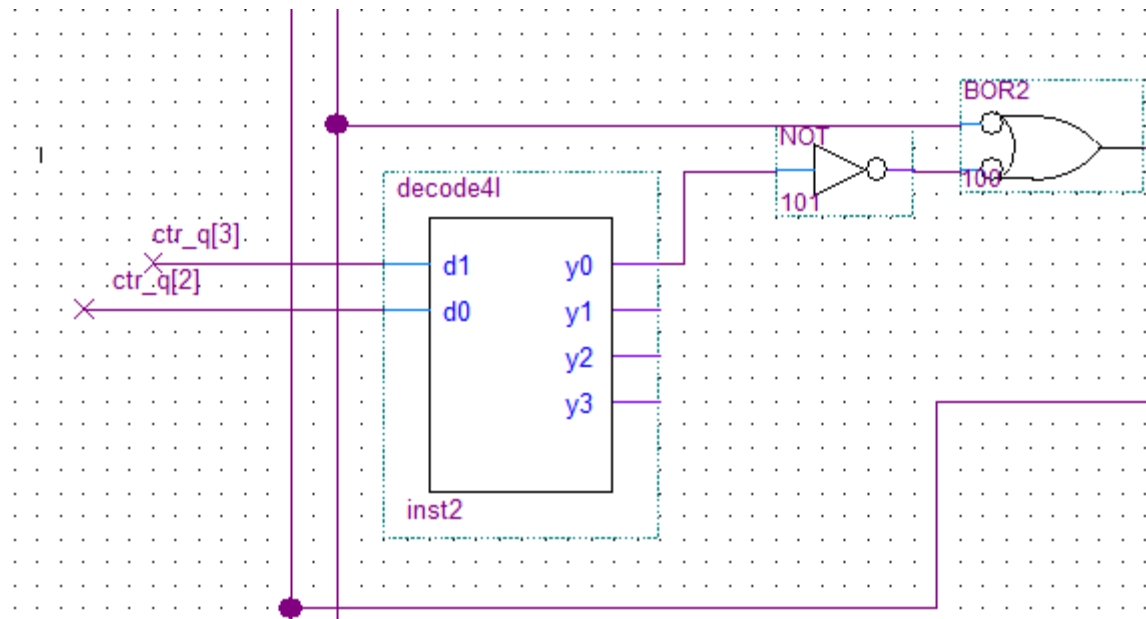 BOR2
NOT
I
100
decode4l
101
ctr_q[3]
d1
y0
ctr_q[2]
d0
y1
y2
y3
inst2